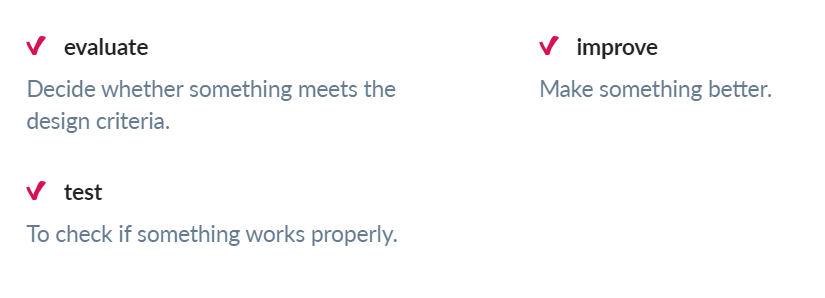 evaluate
Decide whether something meets the
design criteria.
improve
Make something better.
test
To check if something works properly.